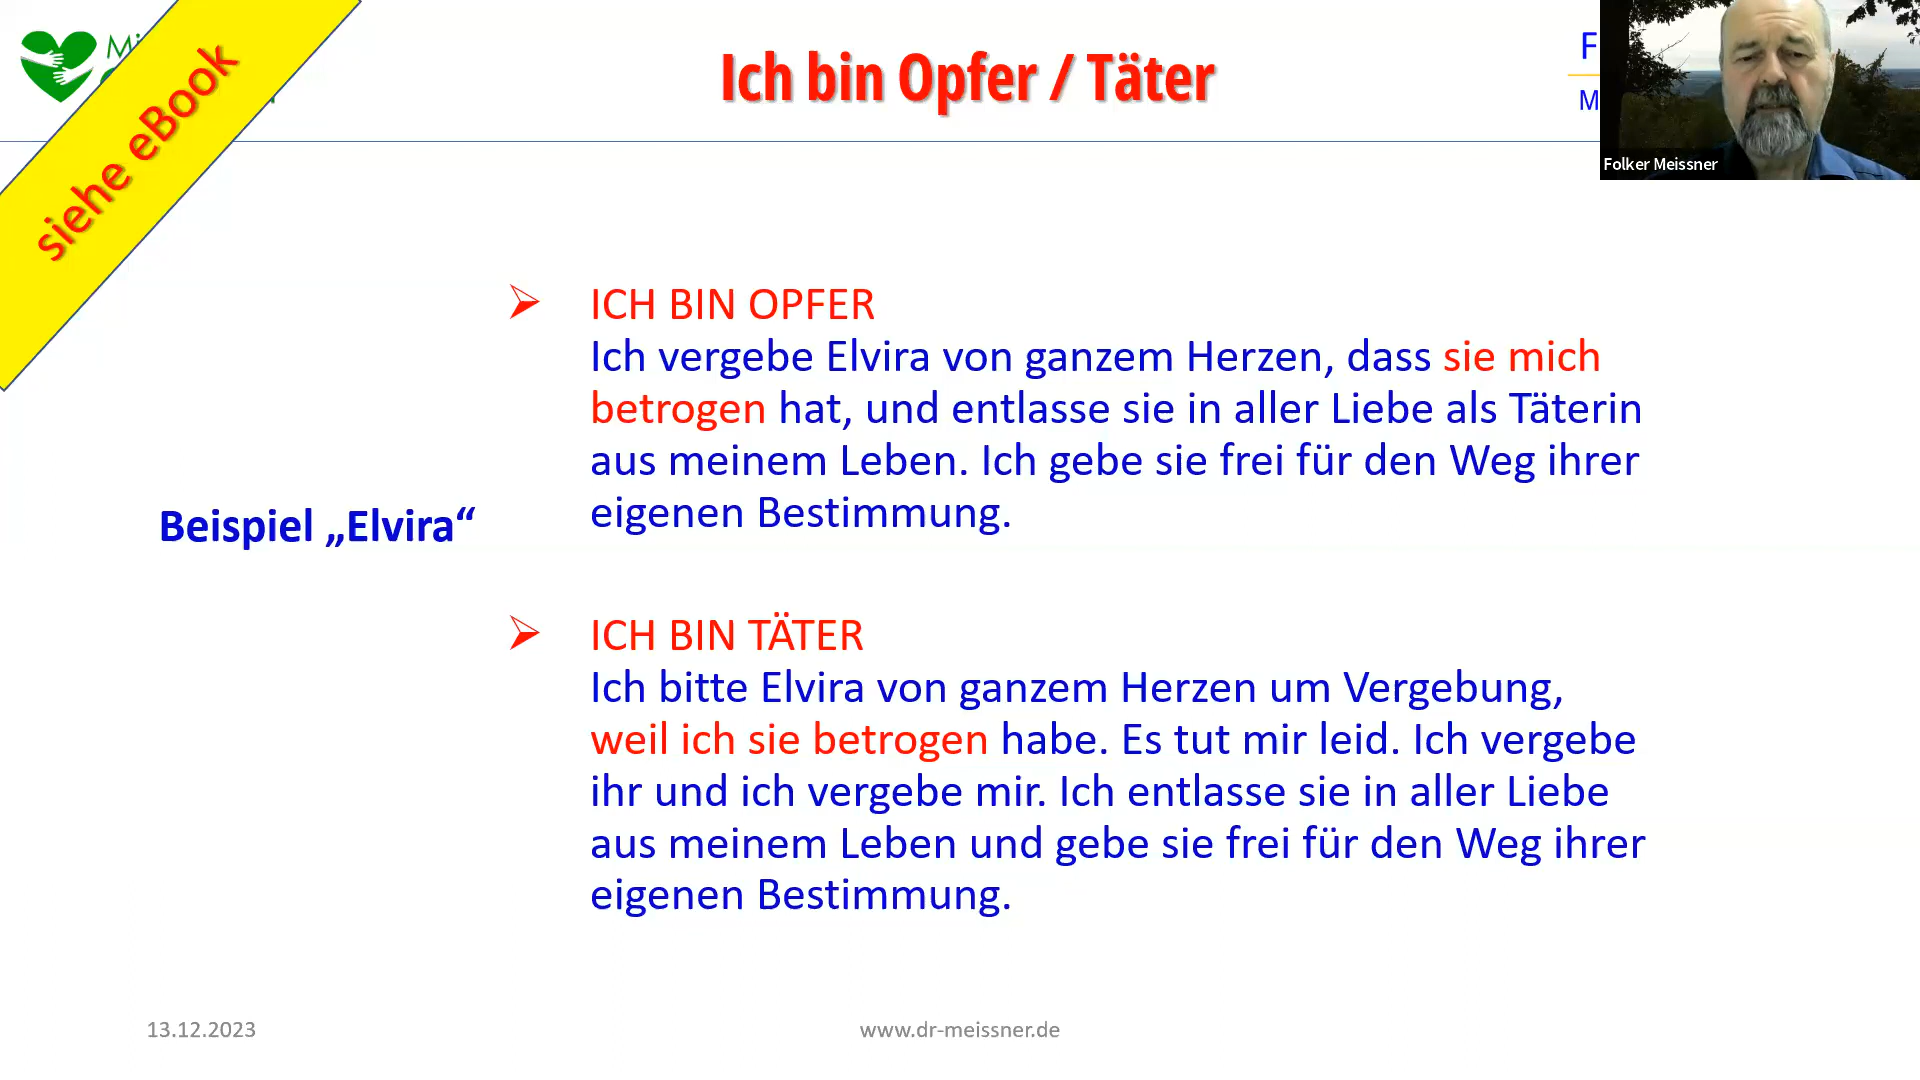 siehe eBook
Ich bin Opfer / Täter
Folker Meissner
Beispiel „Elvira“
ICH BIN OPFER
Ich vergebe Elvira von ganzem Herzen, dass sie mich
betrogen hat, und entlasse sie in aller Liebe als Täterin
aus meinem Leben. Ich gebe sie frei für den Weg ihrer
eigenen Bestimmung.
ICH BIN TÄTER
Ich bitte Elvira von ganzem Herzen um Vergebung,
weil ich sie betrogen habe. Es tut mir leid. Ich vergebe
ihr und ich vergebe mir. Ich entlasse sie in aller Liebe
aus meinem Leben und gebe sie frei für den Weg ihrer
eigenen Bestimmung.
13.12.2023
www.dr-meissner.de